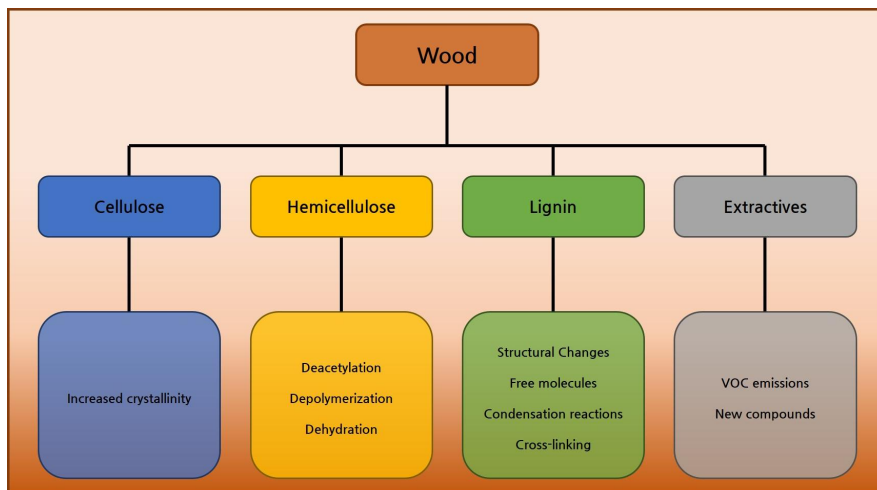 Wood
Cellulose
Hemicellulose
Lignin
Extractives
Increased crystallinity
Deacetylation
Depolymerization
Dehydration
Structural Changes
Free molecules
Condensation reactions
Cross-linking
VOC emissions
New compounds